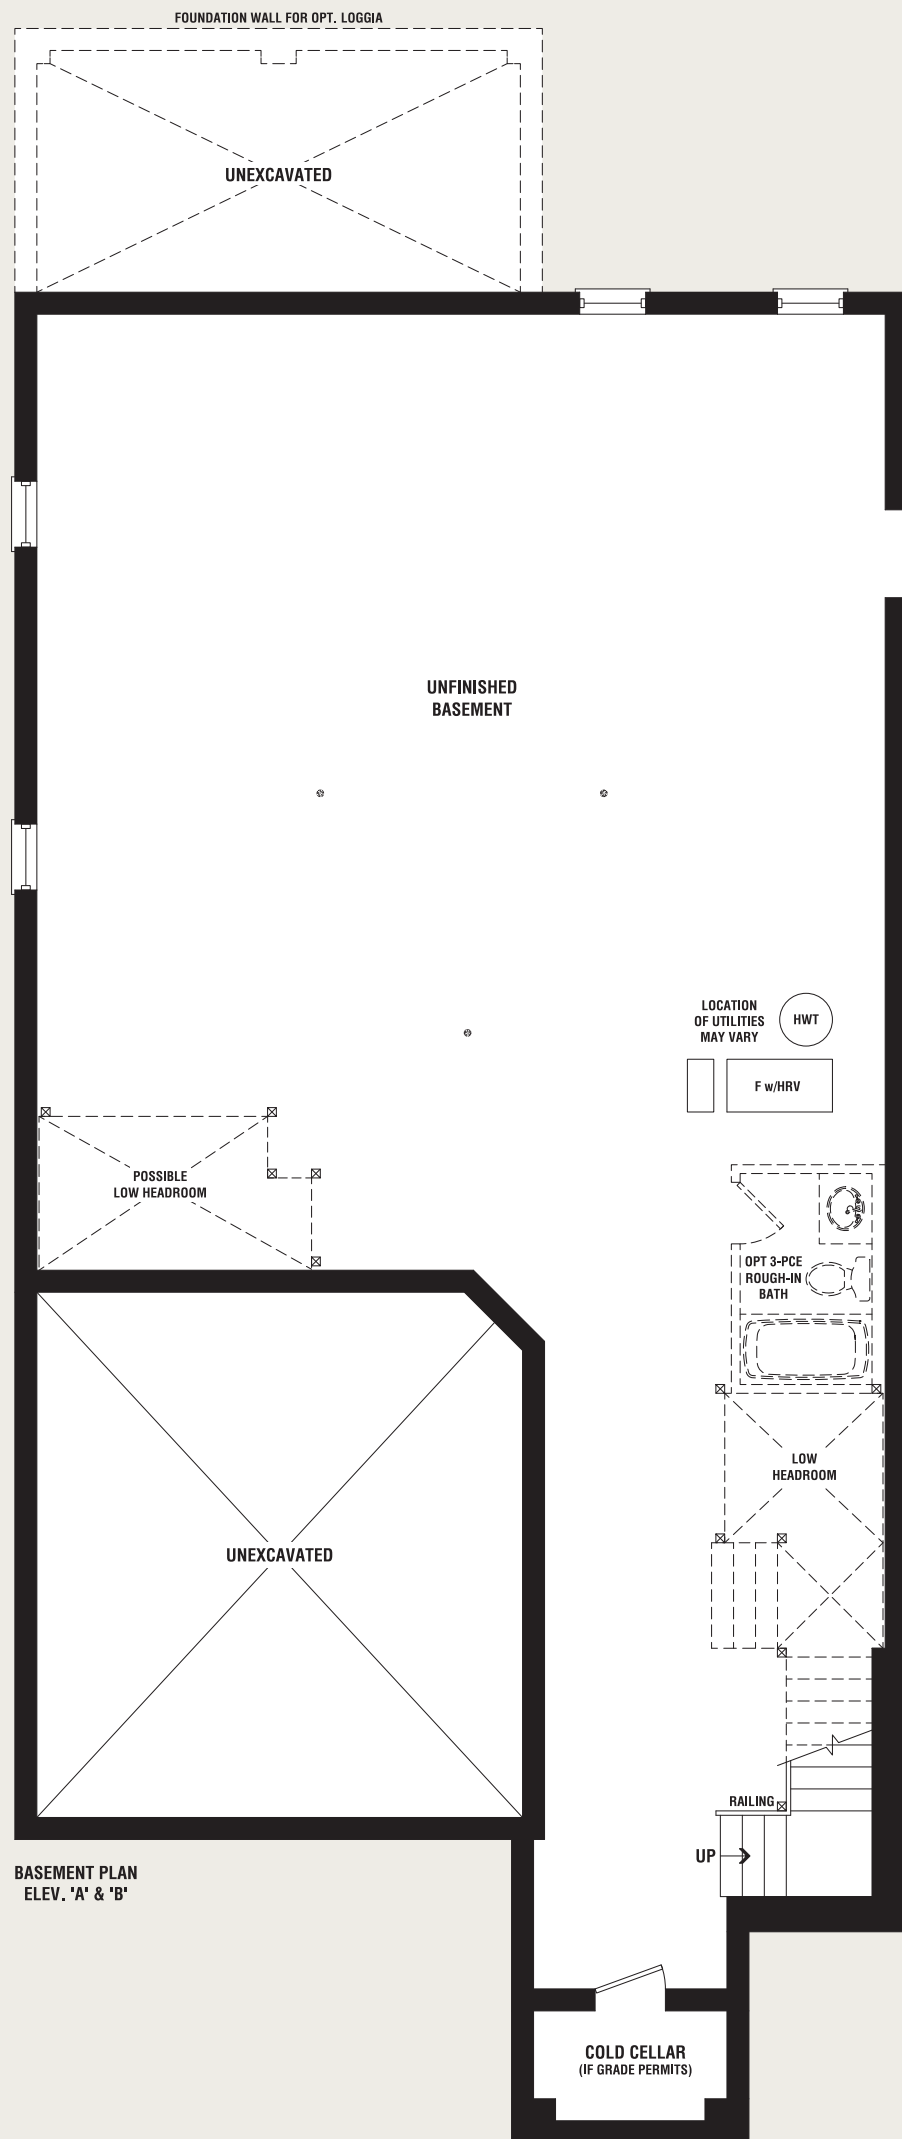 FOUNDATION WALL FOR OPT. LOGGIA
UNEXCAVATED
UNFINISHED
BASEMENT
LOCATION
OF UTILITIES
MAY VARY
HWT
F w/HRV
POSSIBLE
LOW HEADROOM
OPT 3-PCE
ROUGH-IN
BATH
LOW
HEADROOM
UNEXCAVATED
RAILING
UP
BASEMENT PLAN
ELEV. 'A' & 'B'
COLD CELLAR
(IF GRADE PERMITS)